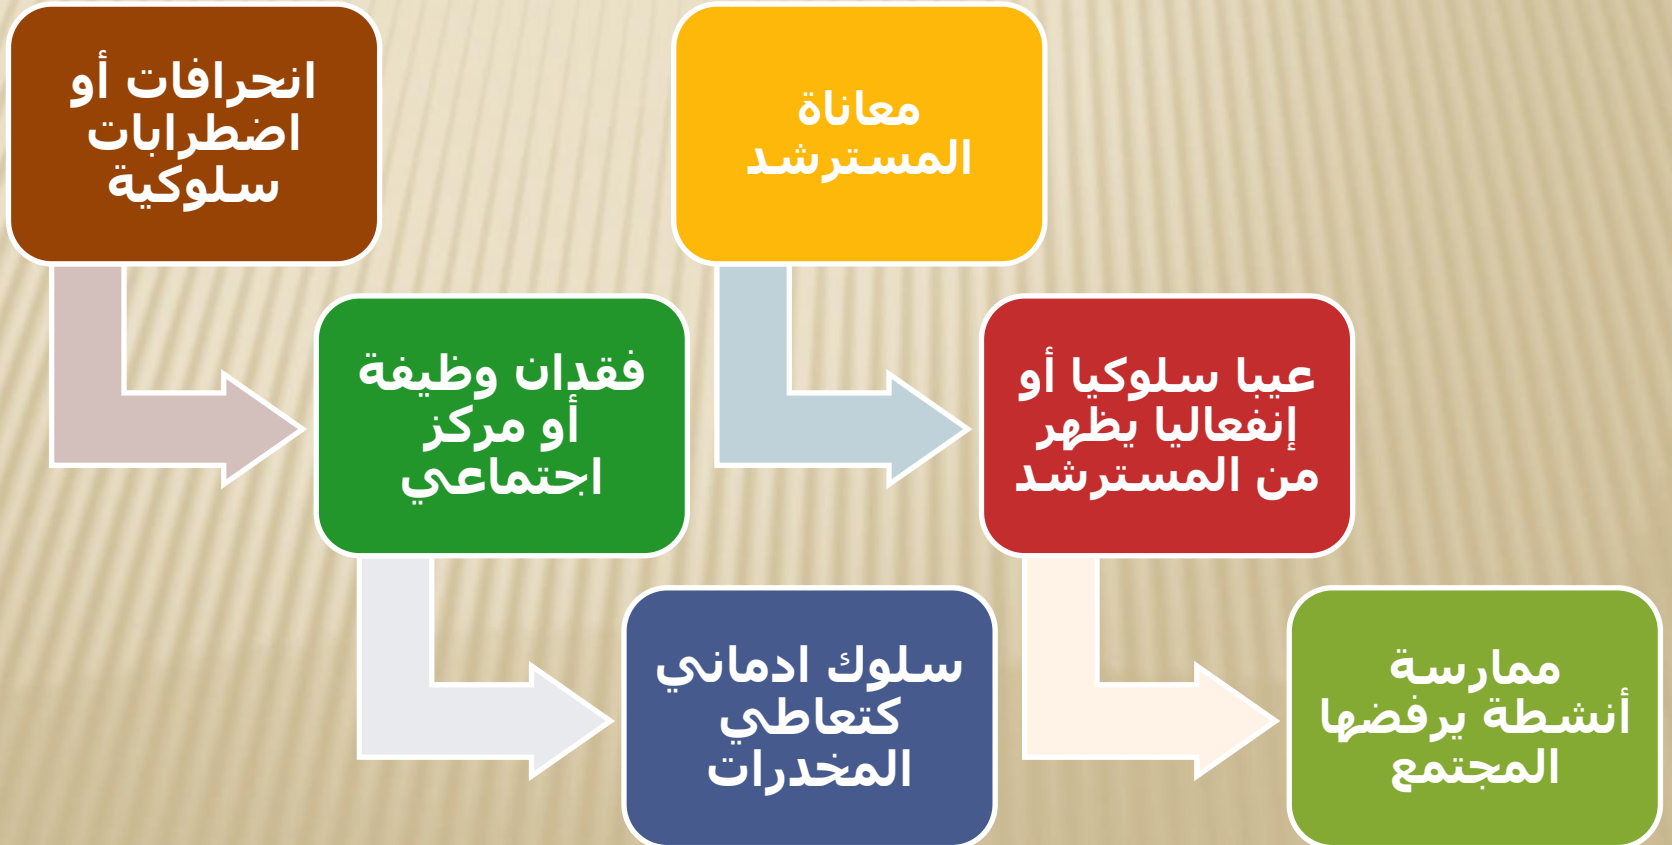 انحرافات أو
اضطرابات
سلوكية
فقدان وظيفة
أو مركز
اجتماعي
سلوك ادماني
كتعاطي
المخدرات
معاناة
المسترشد
عيبا سلوكيا أو
إنفعاليا يظهر
من المسترشد
ممارسة
أنشطة يرفضها
المجتمع